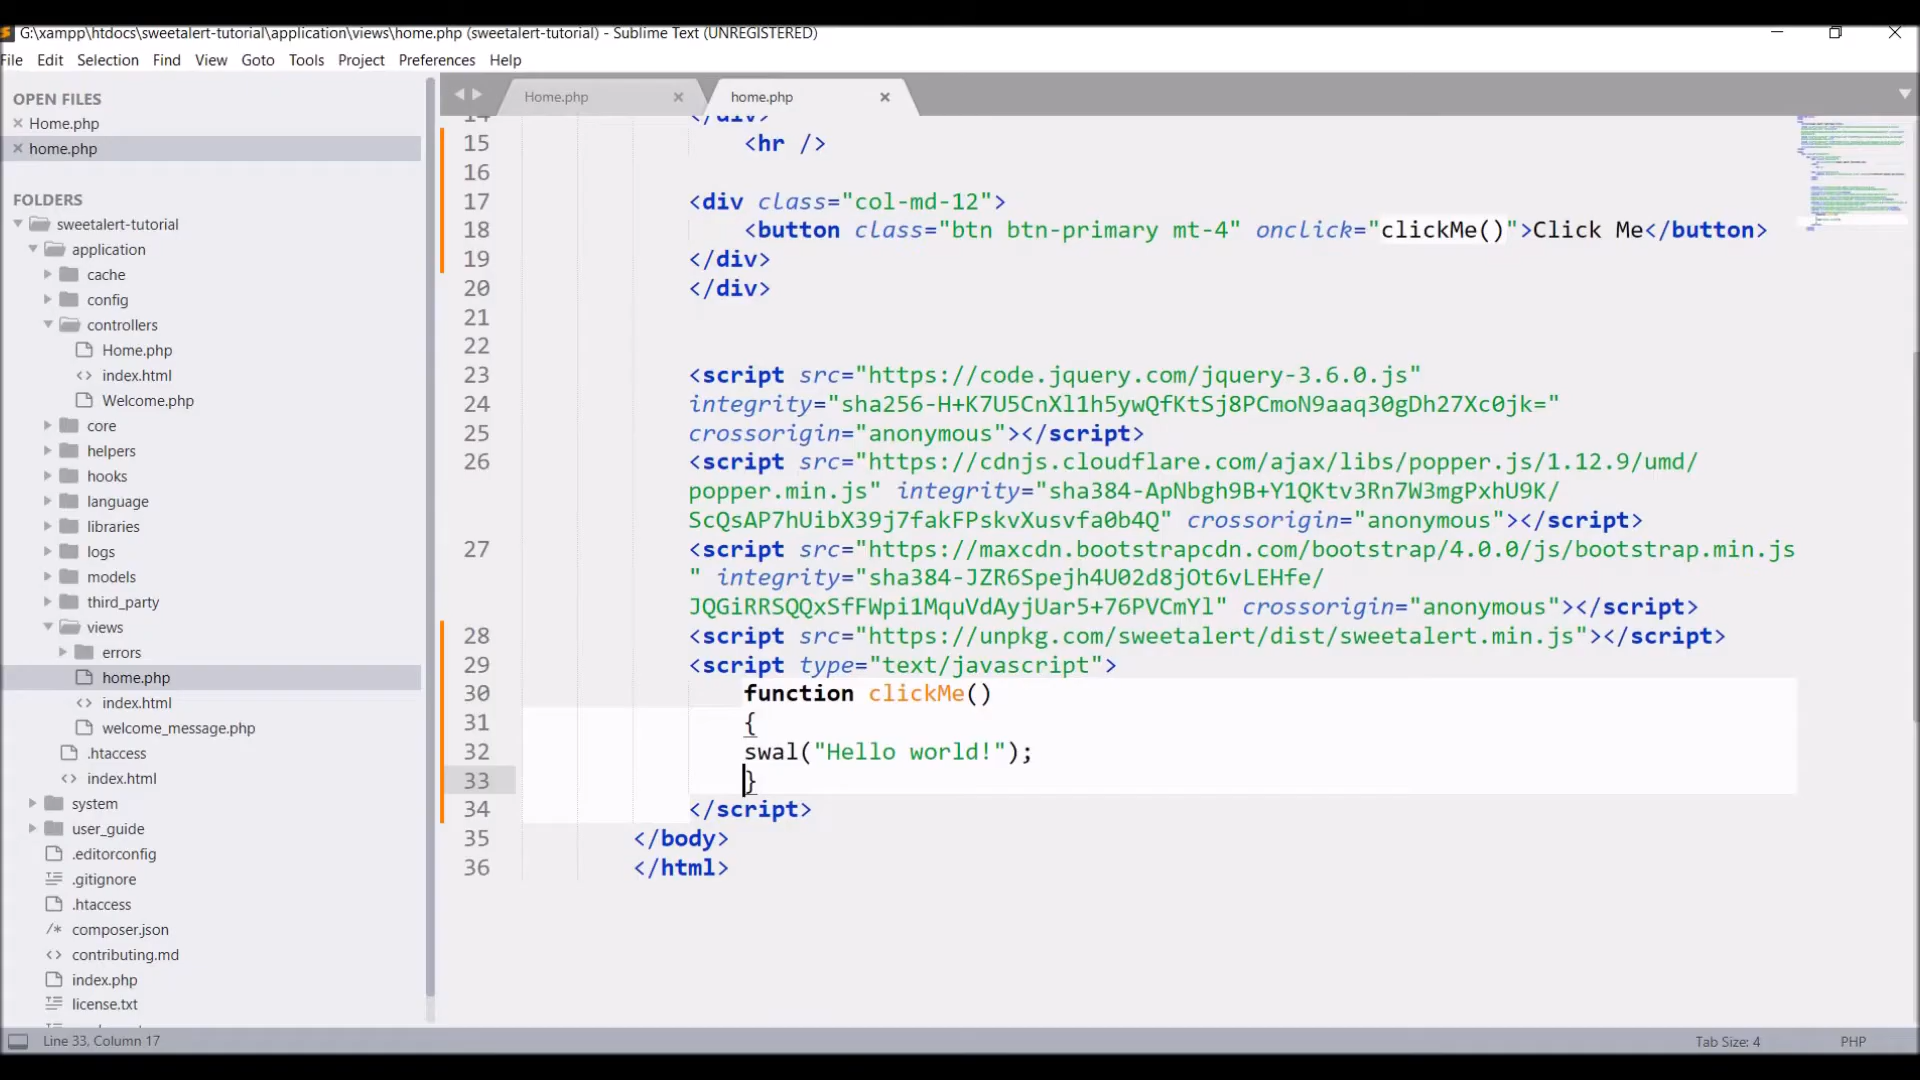 G:\xampp\htdocs\sweetalert-tutorial\application\views\home.php (sweetalert-tutorial) - Sublime Text (UNREGISTERED)
File Edit Selection Find View Goto Tools Project Preferences Help
OPEN FILES
Home.php
home.php
FOLDERS
sweetalert-tutorial
application
cache
config
controllers
Home.php
index.html
Welcome.php
core
helpers
hooks
language
libraries
logs
models
third_party
views
errors
home.php
index.html
welcome_message.php
.htaccess
index.html
system
user_guide
.editorconfig
.gitignore
.htaccess
composer.json
contributing.md
index.php
license.txt
Home.php home.php
14 </div>
15 <hr />
16
17 <div class="col-md-12">
18 <button class="btn btn-primary mt-4" onclick="clickMe()">Click Me</button>
19 </div>
20 </div>
21
22
23 <script src="https://code.jquery.com/jquery-3.6.0.js"
24 integrity="sha256-H+K7U5CnXl1h5ywQfKtSj8PCmoN9aaq30gDh27Xc0jk="
25 crossorigin="anonymous"></script>
26 <script src="https://cdnjs.cloudflare.com/ajax/libs/popper.js/1.12.9/umd/
popper.min.js" integrity="sha384-ApNbgh9B+Y1QKtv3Rn7W3mgPxhU9K/
ScQsAP7hUibX39j7fakFPskvXusvfa0b4Q" crossorigin="anonymous"></script>
27 <script src="https://maxcdn.bootstrapcdn.com/bootstrap/4.0.0/js/bootstrap.min.js
" integrity="sha384-JZR6Spejh4U02d8jOt6vLEHfe/
JQGiRRSQQxSfFWpi1MquVdAyjUar5+76PVCmYl" crossorigin="anonymous"></script>
28 <script src="https://unpkg.com/sweetalert/dist/sweetalert.min.js"></script>
29 <script type="text/javascript">
30 function clickMe()
31 {
32 swal("Hello world!");
33 }
34 </script>
35 </body>
36 </html>
Line 33, Column 17
Tab Size: 4
PHP